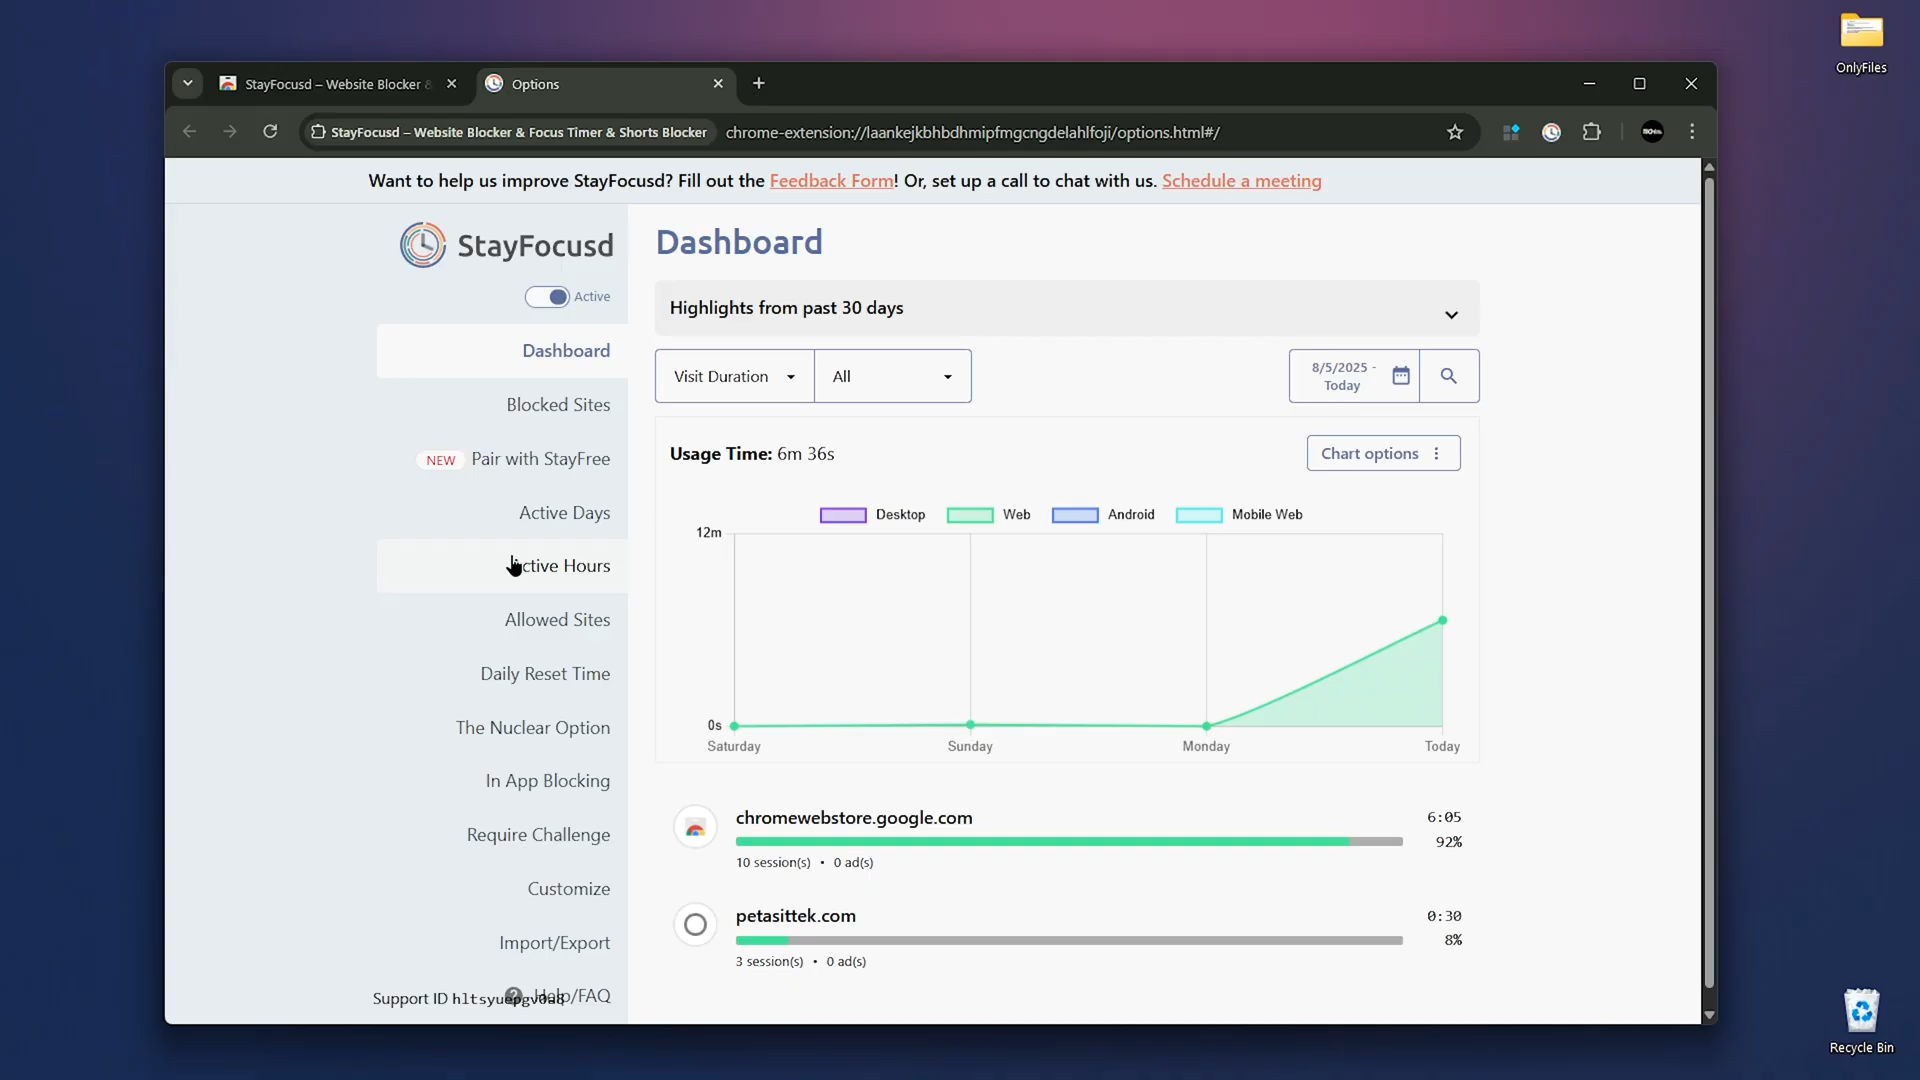 OnlyFiles
StayFocusd – Website Blocker &
Options
StayFocusd – Website Blocker & Focus Timer & Shorts Blocker
chrome-extension://laankejkbhbdhmipfmgcngdelahlfoji/options.html#/
Want to help us improve StayFocusd? Fill out the Feedback Form! Or, set up a call to chat with us. Schedule a meeting
StayFocusd
Active
Dashboard
Blocked Sites
NEW Pair with StayFree
Active Days
Active Hours
Allowed Sites
Daily Reset Time
The Nuclear Option
In App Blocking
Require Challenge
Customize
Import/Export
Help/FAQ
Support ID
Dashboard
Highlights from past 30 days
Visit Duration
All
8/5/2025 -
Today
Usage Time: 6m 36s
Chart options
Desktop
Web
Android
Mobile Web
12m
0s
Saturday
Sunday
Monday
Today
chromewebstore.google.com
6:05
92%
10 session(s) • 0 ad(s)
petasittek.com
0:30
8%
3 session(s) • 0 ad(s)
Recycle Bin